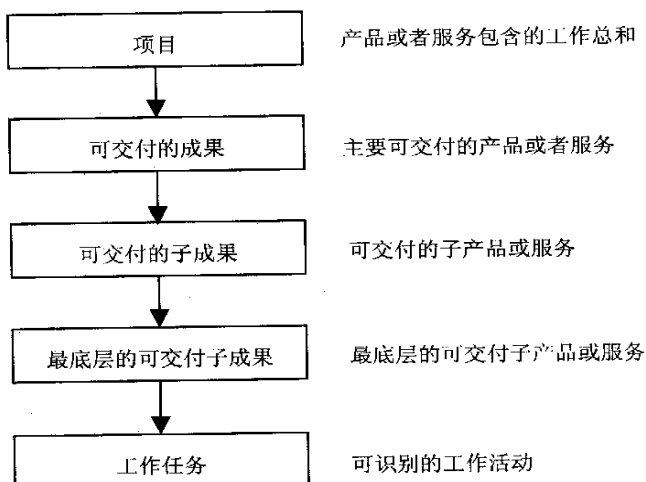 项目
产品或者服务包含的工作总和
可交付的成果
主要可交付的产品或者服务
可交付的子成果
可交付的子产品或服务
最底层的可交付子成果
最底层的可交付子产品或服务
工作任务
可识别的工作活动